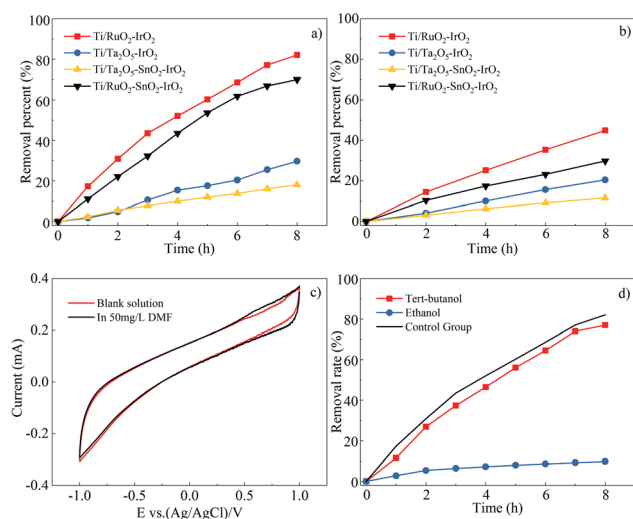 a)
Ti/RuO₂-IrO₂
Ti/Ta₂O₅-IrO₂
Ti/Ta₂O₅-SnO₂-IrO₂
Ti/RuO₂-SnO₂-IrO₂
Removal percent (%)
100
80
60
40
20
0
0 1 2 3 4 5 6 7 8
Time (h)
b)
Ti/RuO₂-IrO₂
Ti/Ta₂O₅-IrO₂
Ti/Ta₂O₅-SnO₂-IrO₂
Ti/RuO₂-SnO₂-IrO₂
Removal percent (%)
100
80
60
40
20
0
0 2 4 6 8
Time (h)
c)
Blank solution
In 50mg/L DMF
Current (mA)
0.4
0.2
0.0
-0.2
-0.4
-1.0 -0.5 0.0 0.5 1.0
E vs.(Ag/AgCl)/V
d)
Tert-butanol
Ethanol
Control Group
Removal rate (%)
100
80
60
40
20
0
0 2 4 6 8
Time (h)